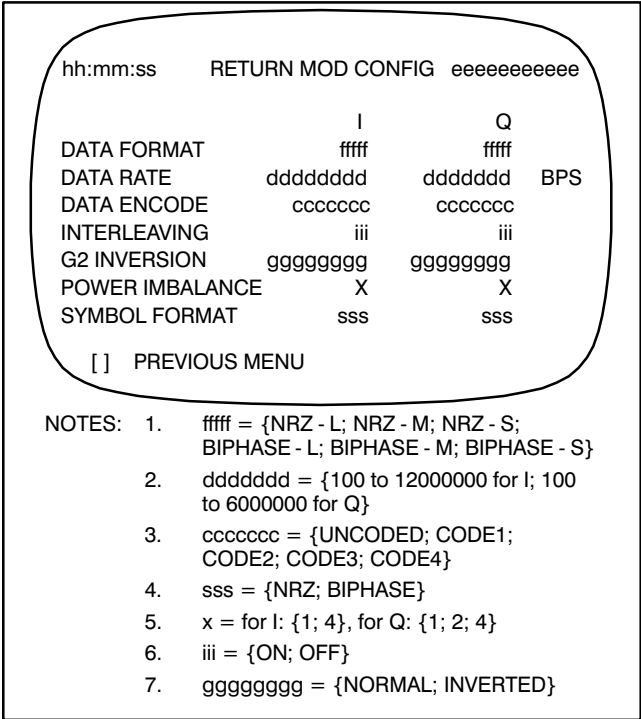 hh:mm:ss RETURN MOD CONFIG eeeeeeeeeee
I Q
DATA FORMAT fffff fffff
DATA RATE dddddddd ddddddd BPS
DATA ENCODE ccccccc ccccccc
INTERLEAVING iii iii
G2 INVERSION gggggggg gggggggg
POWER IMBALANCE X X
SYMBOL FORMAT sss sss
[ ] PREVIOUS MENU
NOTES: 1. fffff = {NRZ - L; NRZ - M; NRZ - S;
BIPHASE - L; BIPHASE - M; BIPHASE - S}
2. ddddddd = {100 to 12000000 for I; 100
to 6000000 for Q}
3. ccccccc = {UNCODED; CODE1;
CODE2; CODE3; CODE4}
4. sss = {NRZ; BIPHASE}
5. x = for I: {1; 4}, for Q: {1; 2; 4}
6. iii = {ON; OFF}
7. gggggggg = {NORMAL; INVERTED}